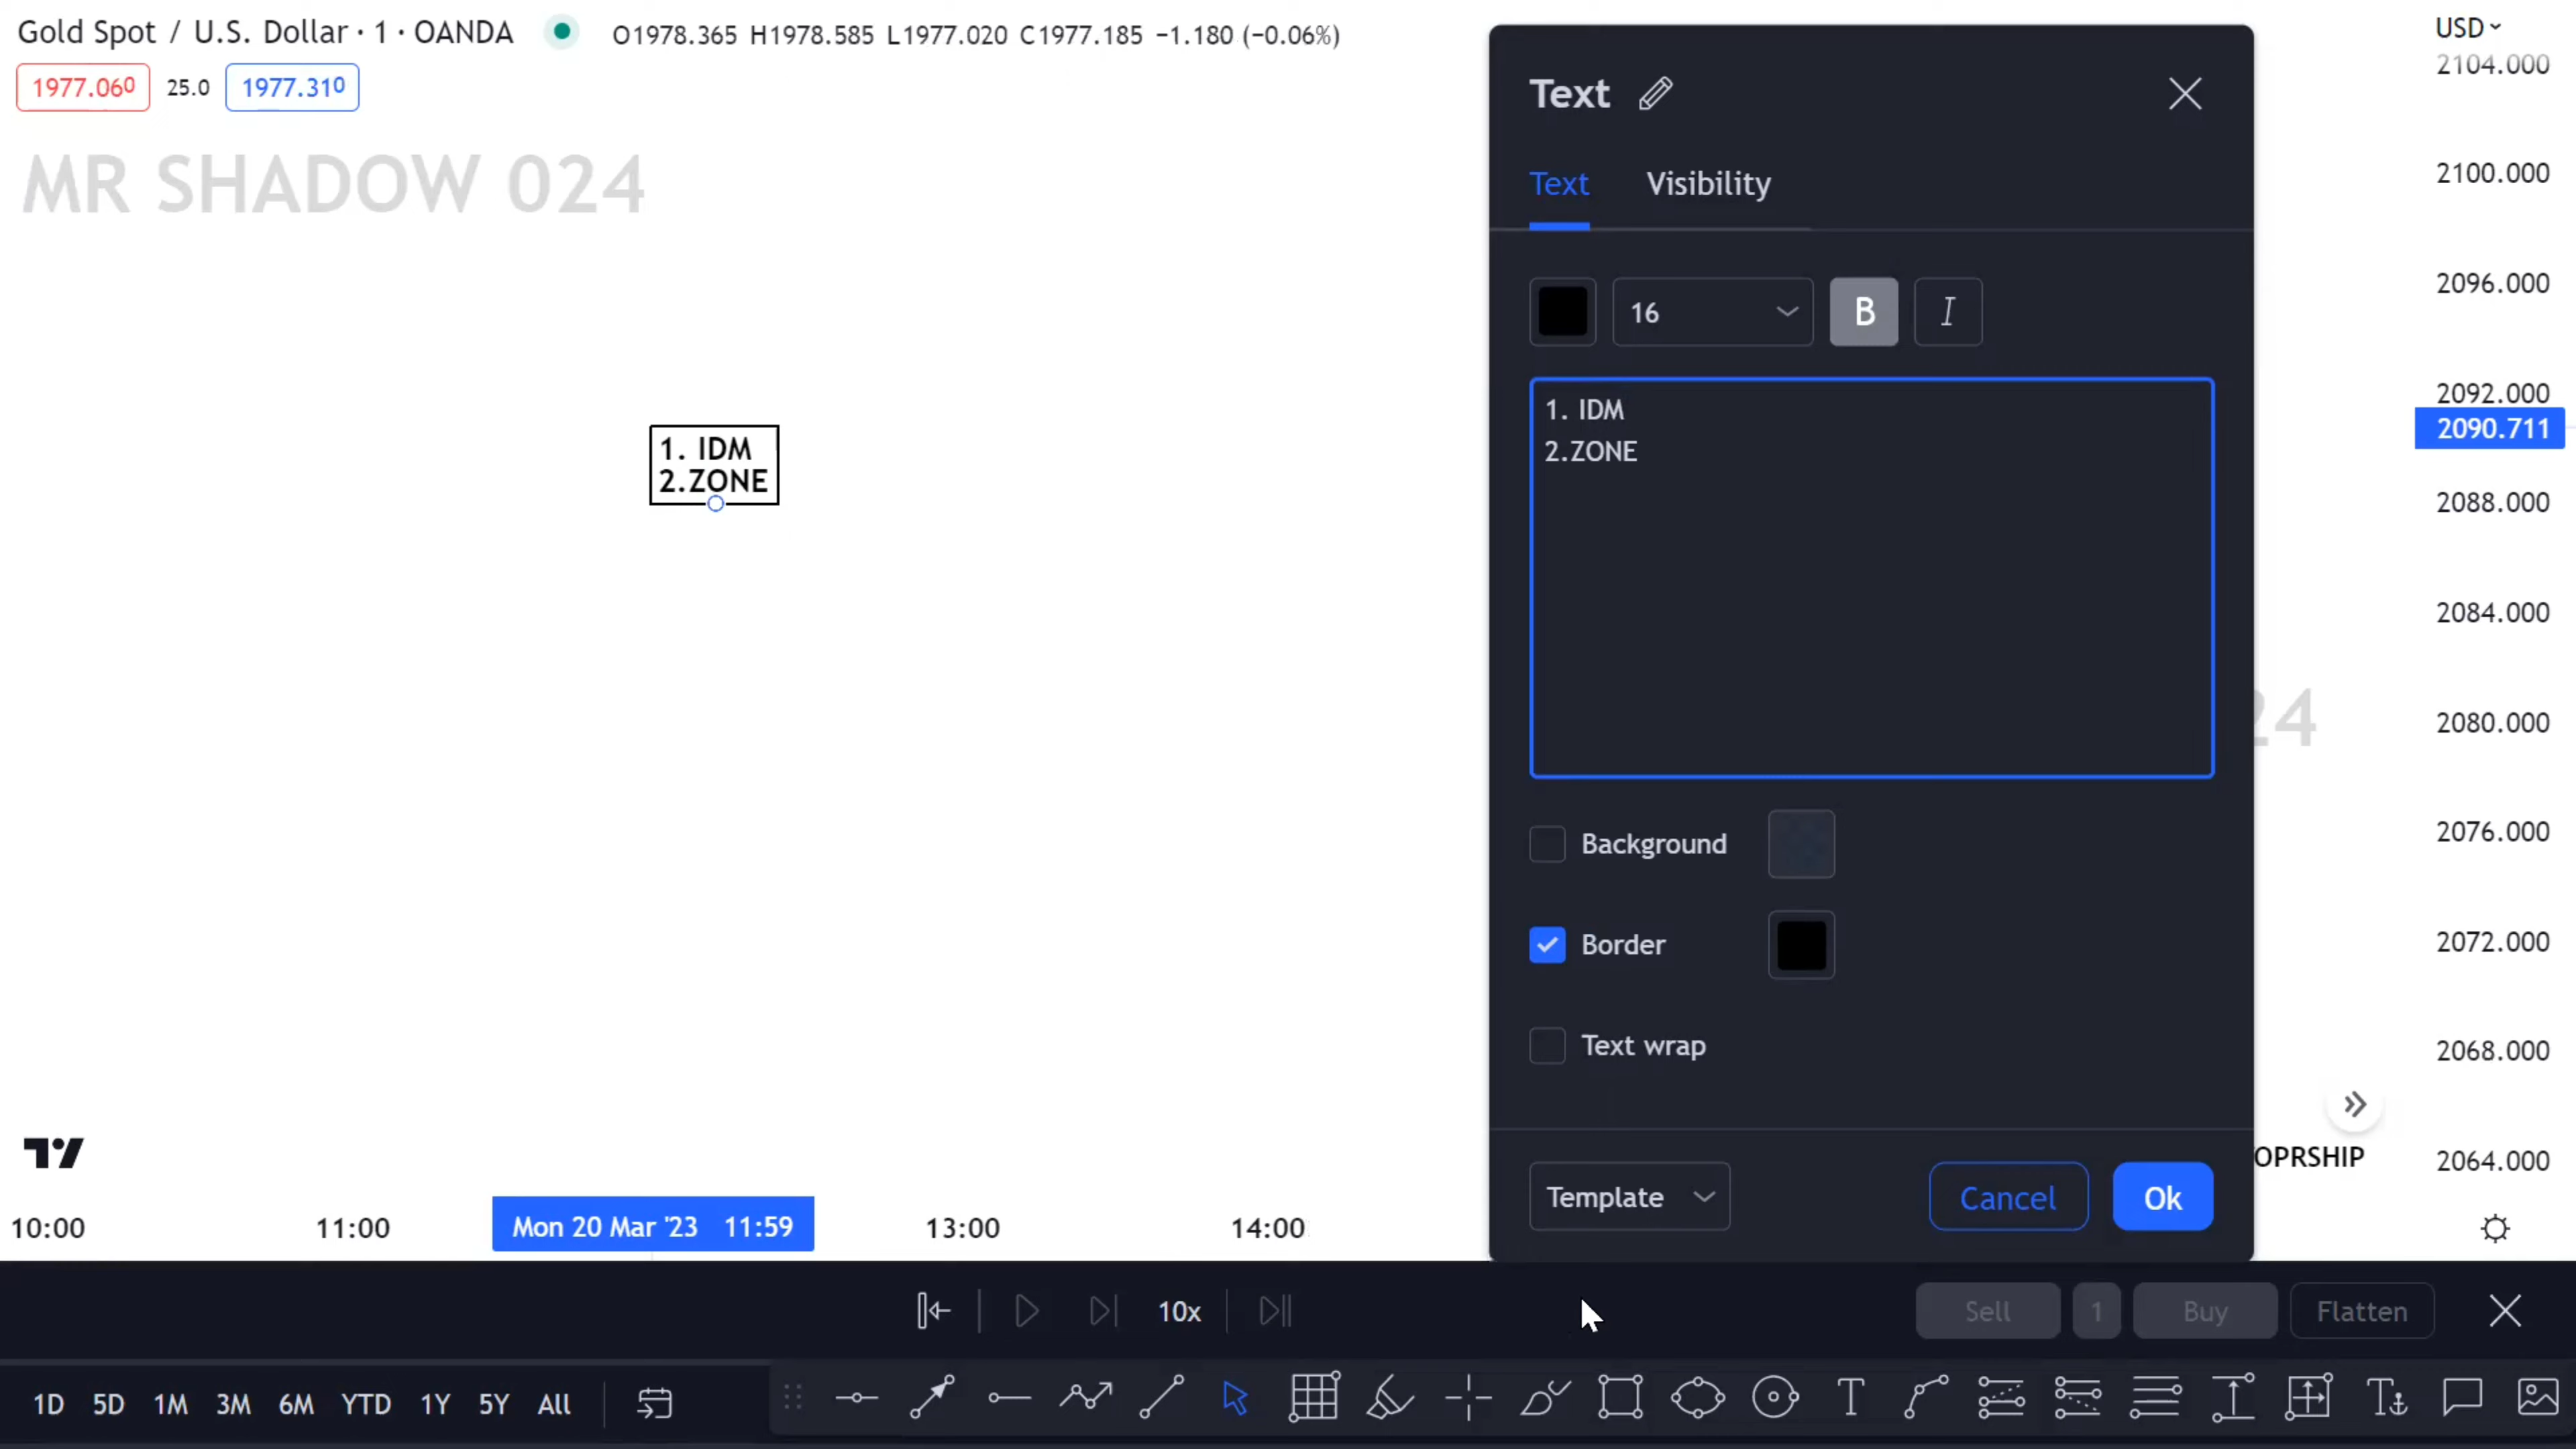 Gold Spot / U.S. Dollar · 1 · OANDA
O1978.365 H1978.585 L1977.020 C1977.185 −1.180 (−0.06%)
1977.060 25.0 1977.310
MR SHADOW 024
1. IDM
2.ZONE
Text
Text Visibility
16 B I
1. IDM
2.ZONE
Background
Border
Text wrap
Template Cancel Ok
USD
2104.000
2100.000
2096.000
2092.000
2090.711
2088.000
2084.000
2080.000
2076.000
2072.000
2068.000
2064.000
24
OPRSHIP
10:00 11:00 Mon 20 Mar '23 11:59 13:00 14:00
10x Sell 1 Buy Flatten
1D 5D 1M 3M 6M YTD 1Y 5Y All